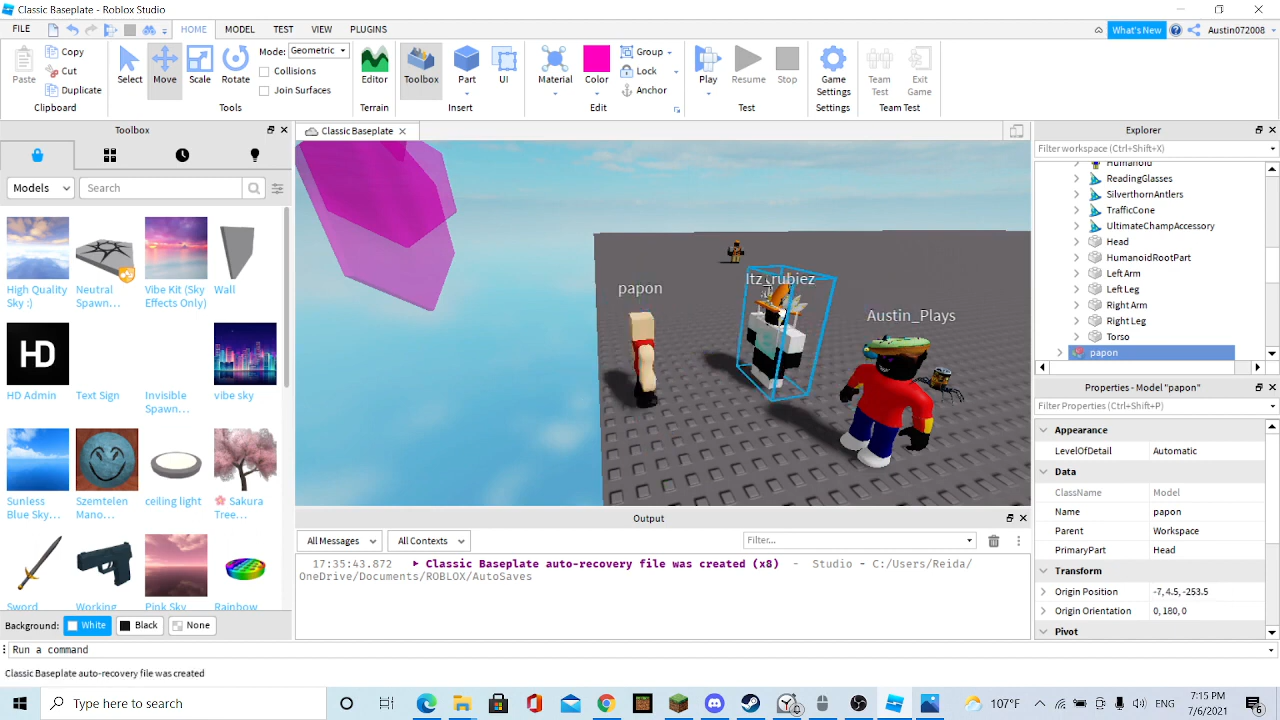 Classic Baseplate - Roblox Studio
FILE HOME MODEL TEST VIEW PLUGINS What's New Austin072008
Paste Copy Cut Duplicate Select Move Scale Rotate Mode: Geometric Collisions Join Surfaces Editor Toolbox Part UI Material Color Group Lock Anchor Play Resume Stop Game Settings Team Test Exit Game
Clipboard Tools Terrain Insert Edit Test Settings Team Test
Toolbox
Models Search
High Quality Sky :)
Neutral Spawn...
Vibe Kit (Sky Effects Only)
Wall
HD
HD Admin
Text Sign
Invisible Spawn...
vibe sky
Sunless Blue Sky...
Szemtelen Mano...
ceiling light
🌸 Sakura Tree...
Sword
Working
Pink Sky
Rainbow
Background: White Black None
Classic Baseplate
papon
Itz_rubiez
Austin_Plays
Output
All Messages All Contexts Filter...
17:35:43.872 Classic Baseplate auto-recovery file was created (x8) - Studio - C:/Users/Reida/
OneDrive/Documents/ROBLOX/AutoSaves
Explorer
Filter workspace (Ctrl+Shift+X)
Humanoid
ReadingGlasses
SilverthornAntlers
TrafficCone
UltimateChampAccessory
Head
HumanoidRootPart
Left Arm
Left Leg
Right Arm
Right Leg
Torso
papon
Properties - Model "papon"
Filter Properties (Ctrl+Shift+P)
Appearance
LevelOfDetail Automatic
Data
ClassName Model
Name papon
Parent Workspace
PrimaryPart Head
Transform
Origin Position -7, 4.5, -253.5
Origin Orientation 0, 180, 0
Pivot
Run a command
Classic Baseplate auto-recovery file was created
Type here to search
107°F
7:15 PM
7/6/2021
6